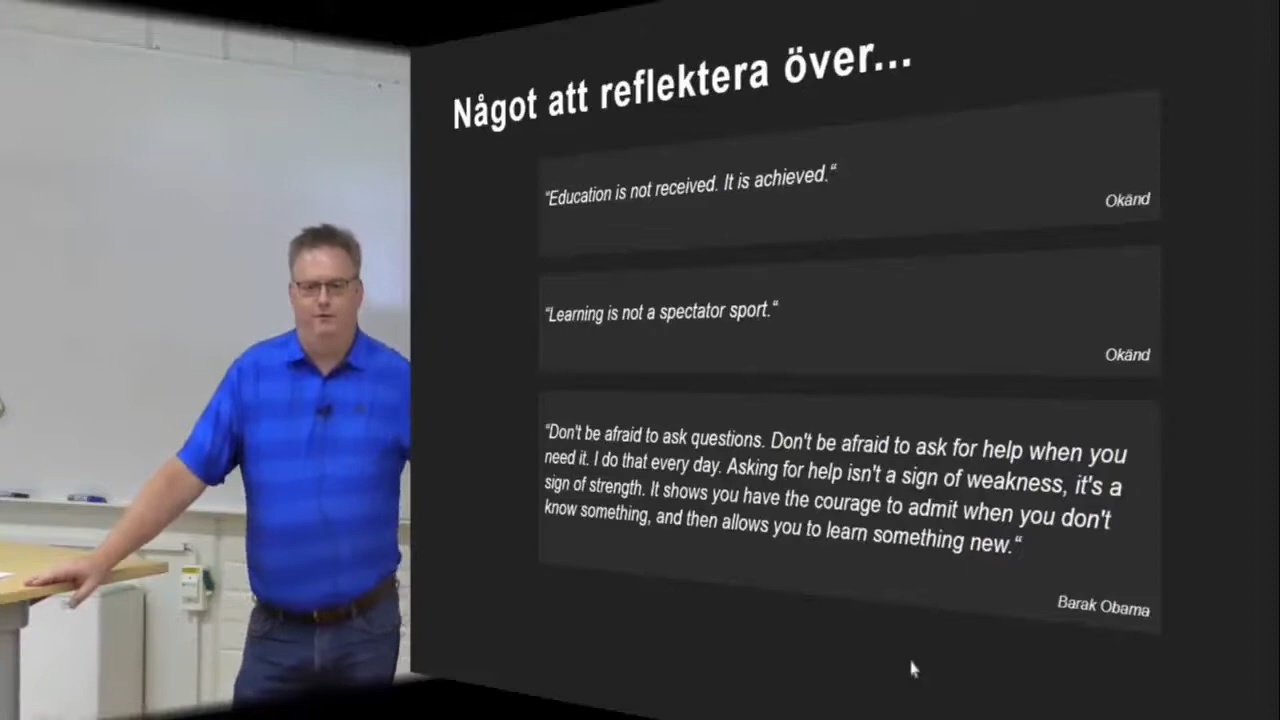 Något att reflektera över...
“Education is not received. It is achieved.“
Okänd
“Learning is not a spectator sport.“
Okänd
“Don't be afraid to ask questions. Don't be afraid to ask for help when you
need it. I do that every day. Asking for help isn't a sign of weakness, it's a
sign of strength. It shows you have the courage to admit when you don't
know something, and then allows you to learn something new.“
Barak Obama